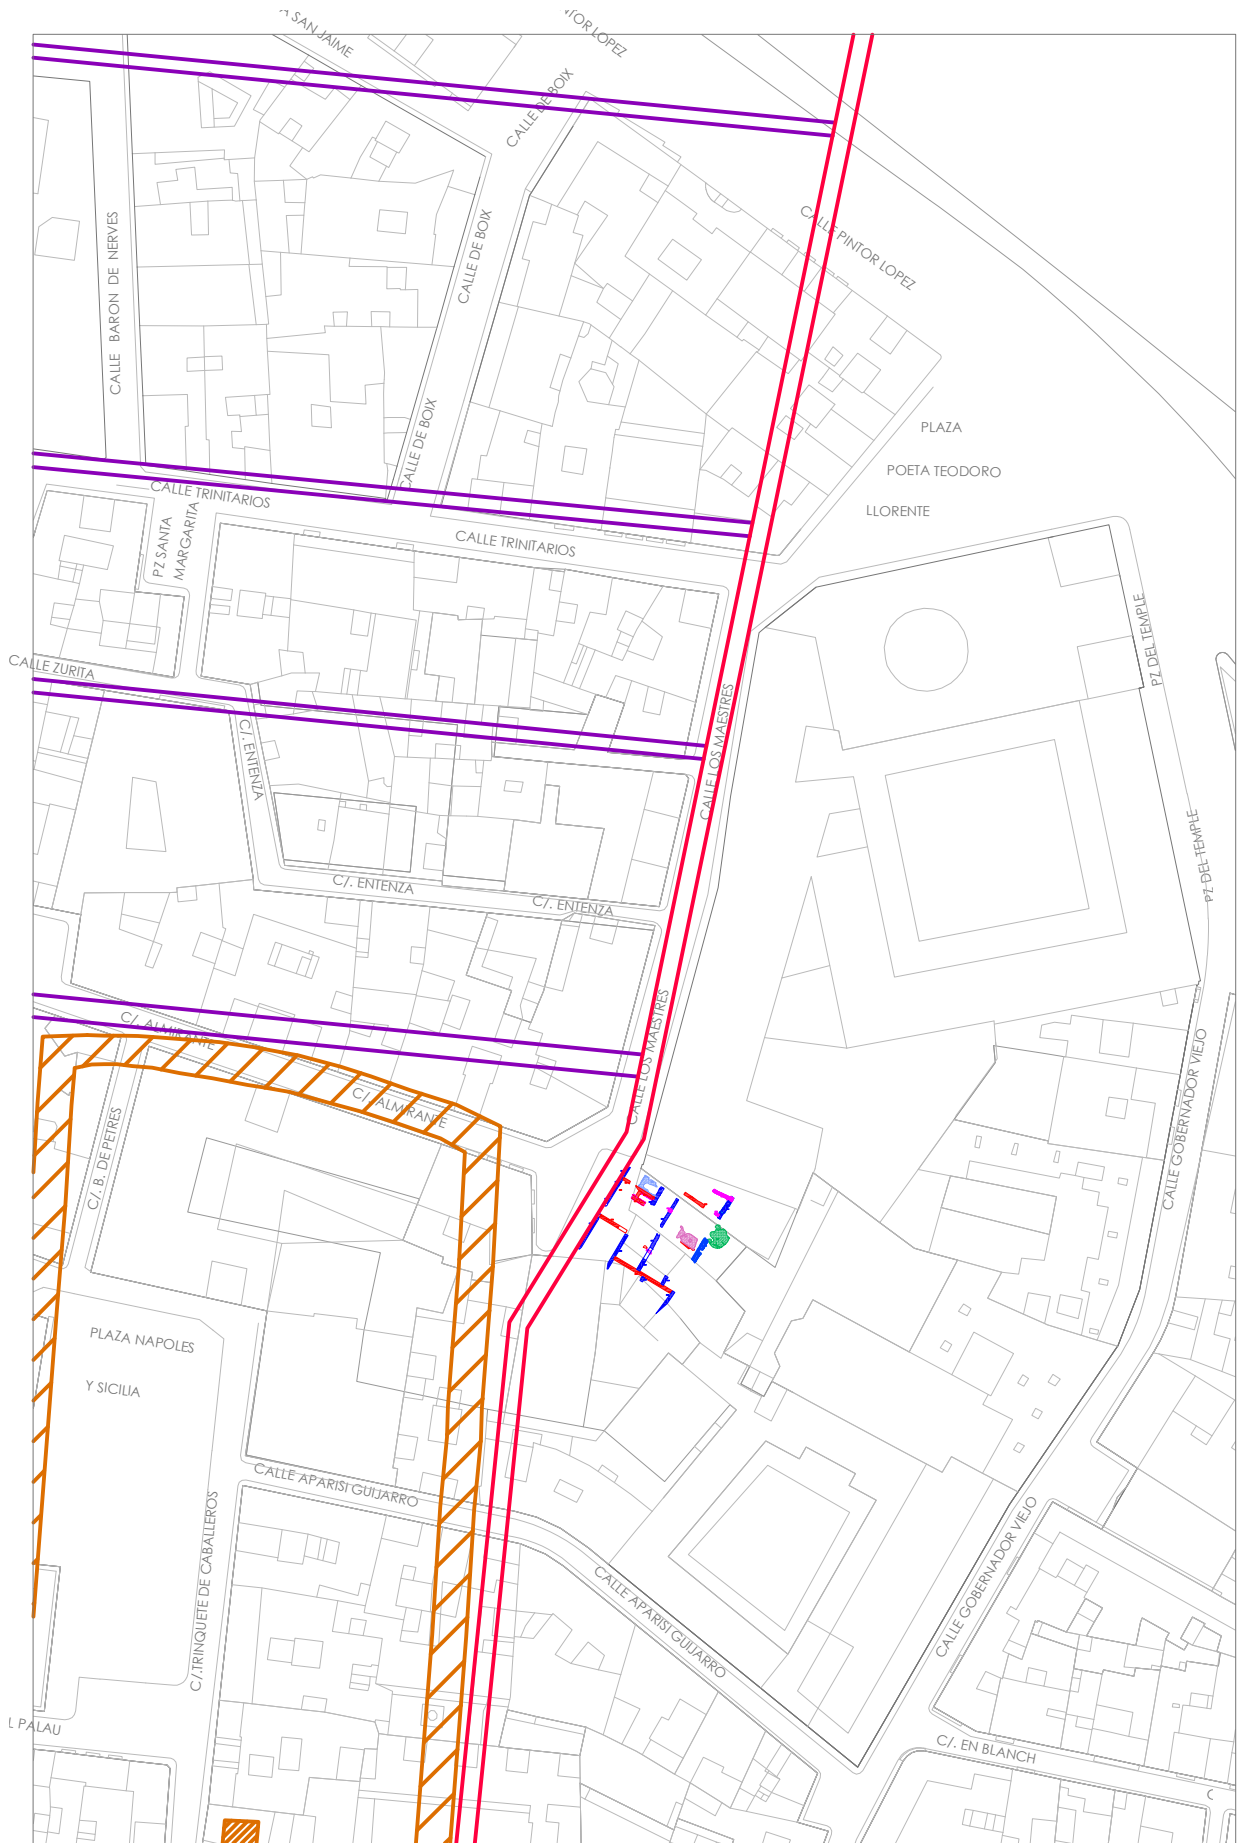 A SAN JAIME
NTOR LOPEZ
CALLE DE BOIX
CALLE BARON DE NERVES
CALLE DE BOIX
CALLE PINTOR LOPEZ
CALLE DE BOIX
PLAZA
POETA TEODORO
LLORENTE
CALLE TRINITARIOS
PZ SANTA
MARGARITA
CALLE TRINITARIOS
PZ DEL TEMPLE
CALLE ZURITA
C/. ENTENZA
CALLE LOS MAESTRES
PZ DEL TEMPLE
C/. ENTENZA
C/. ENTENZA
C/. ALMIRANTE
CALLE LOS MAESTRES
C/. ALMIRANTE
C/. B. DE PETRES
CALLE GOBERNADOR VIEJO
PLAZA NAPOLES
Y SICILIA
CALLE APARISI GUIJARRO
C/.TRINQUETE DE CABALLEROS
CALLE APARISI GUIJARRO
CALLE GOBERNADOR VIEJO
L PALAU
C/. EN BLANCH
C